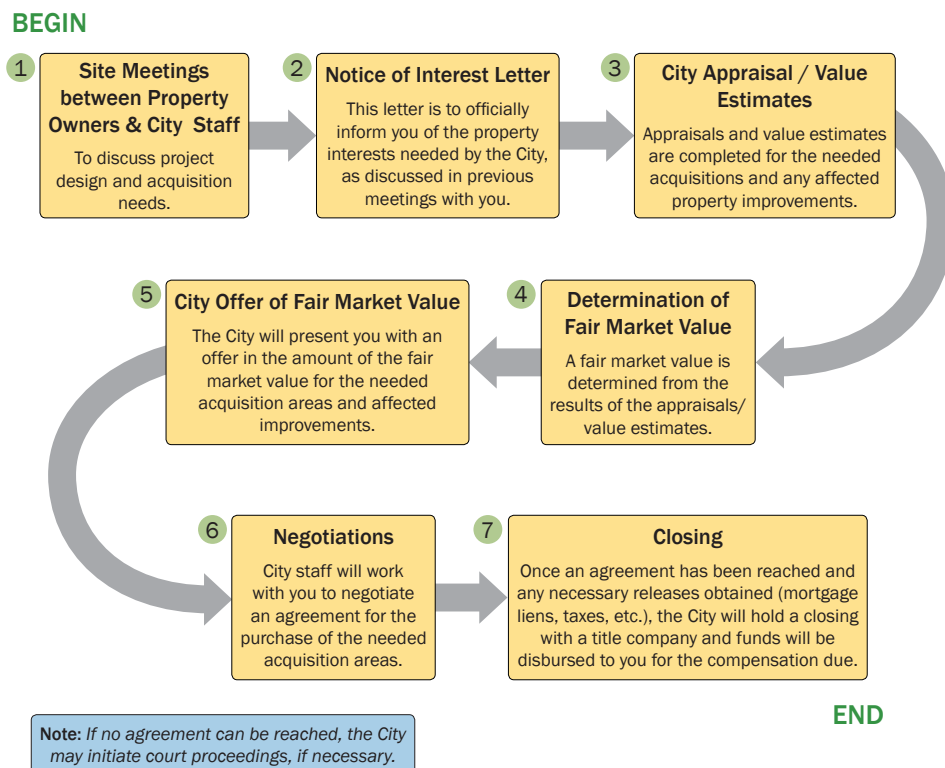 BEGIN
1
Site Meetings
between Property
Owners & City Staff
To discuss project
design and acquisition
needs.
2
Notice of Interest Letter
This letter is to officially
inform you of the property
interests needed by the City,
as discussed in previous
meetings with you.
3
City Appraisal / Value
Estimates
Appraisals and value estimates
are completed for the needed
acquisitions and any affected
property improvements.
4
Determination of
Fair Market Value
A fair market value is
determined from the
results of the appraisals/
value estimates.
5
City Offer of Fair Market Value
The City will present you with an
offer in the amount of the fair
market value for the needed
acquisition areas and affected
improvements.
6
Negotiations
City staff will work
with you to negotiate
an agreement for the
purchase of the needed
acquisition areas.
7
Closing
Once an agreement has been reached and
any necessary releases obtained (mortgage
liens, taxes, etc.), the City will hold a closing
with a title company and funds will be
disbursed to you for the compensation due.
END
Note: If no agreement can be reached, the City
may initiate court proceedings, if necessary.